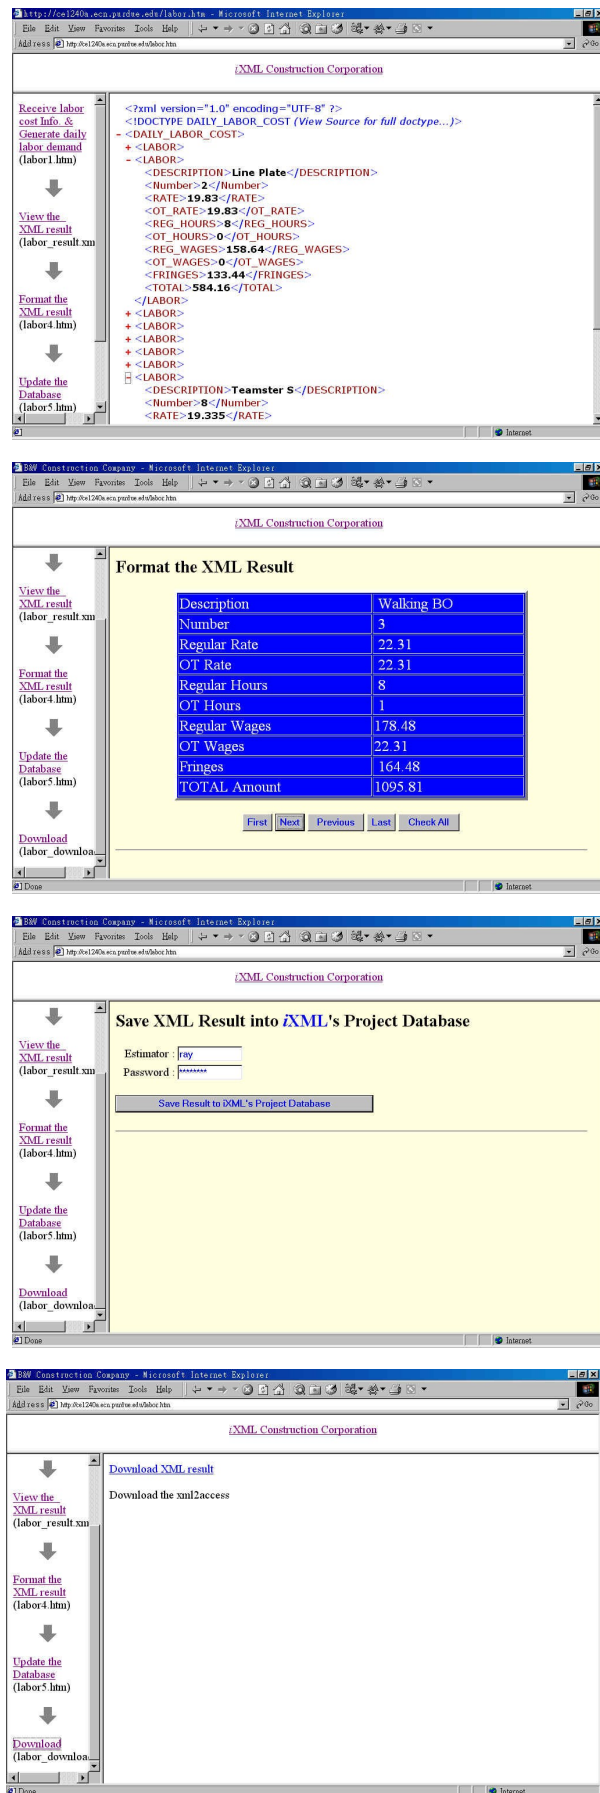 http://ce1240a.ecn.purdue.edu/labor.htm - Microsoft Internet Explorer
File Edit View Favorites Tools Help
Address http://ce1240a.ecn.purdue.edu/labor.htm Go
iXML Construction Corporation
Receive labor
cost Info. &
Generate daily
labor demand
(labor1.htm)
View the
XML result
(labor_result.xm
Format the
XML result
(labor4.htm)
Update the
Database
(labor5.htm)
<?xml version="1.0" encoding="UTF-8" ?>
<!DOCTYPE DAILY_LABOR_COST (View Source for full doctype...)>
- <DAILY_LABOR_COST>
+ <LABOR>
- <LABOR>
<DESCRIPTION>Line Plate</DESCRIPTION>
<Number>2</Number>
<RATE>19.83</RATE>
<OT_RATE>19.83</OT_RATE>
<REG_HOURS>8</REG_HOURS>
<OT_HOURS>0</OT_HOURS>
<REG_WAGES>158.64</REG_WAGES>
<OT_WAGES>0</OT_WAGES>
<FRINGES>133.44</FRINGES>
<TOTAL>584.16</TOTAL>
</LABOR>
+ <LABOR>
+ <LABOR>
+ <LABOR>
+ <LABOR>
+ <LABOR>
- <LABOR>
<DESCRIPTION>Teamster S</DESCRIPTION>
<Number>8</Number>
<RATE>19.335</RATE>
Internet
B&W Construction Company - Microsoft Internet Explorer
File Edit View Favorites Tools Help
Address http://ce1240a.ecn.purdue.edu/labor.htm Go
iXML Construction Corporation
View the
XML result
(labor_result.xm
Format the
XML result
(labor4.htm)
Update the
Database
(labor5.htm)
Download
(labor_downloa
Format the XML Result
Description Walking BO
Number 3
Regular Rate 22.31
OT Rate 22.31
Regular Hours 8
OT Hours 1
Regular Wages 178.48
OT Wages 22.31
Fringes 164.48
TOTAL Amount 1095.81
First Next Previous Last Check All
Done Internet
B&W Construction Company - Microsoft Internet Explorer
File Edit View Favorites Tools Help
Address http://ce1240a.ecn.purdue.edu/labor.htm Go
iXML Construction Corporation
View the
XML result
(labor_result.xm
Format the
XML result
(labor4.htm)
Update the
Database
(labor5.htm)
Download
(labor_downloa
Save XML Result into iXML's Project Database
Estimator : ray
Password : ********
Save Result to iXML's Project Database
Done Internet
B&W Construction Company - Microsoft Internet Explorer
File Edit View Favorites Tools Help
Address http://ce1240a.ecn.purdue.edu/labor.htm Go
iXML Construction Corporation
View the
XML result
(labor_result.xm
Format the
XML result
(labor4.htm)
Update the
Database
(labor5.htm)
Download
(labor_downloa
Download XML result
Download the xml2access
Done Internet